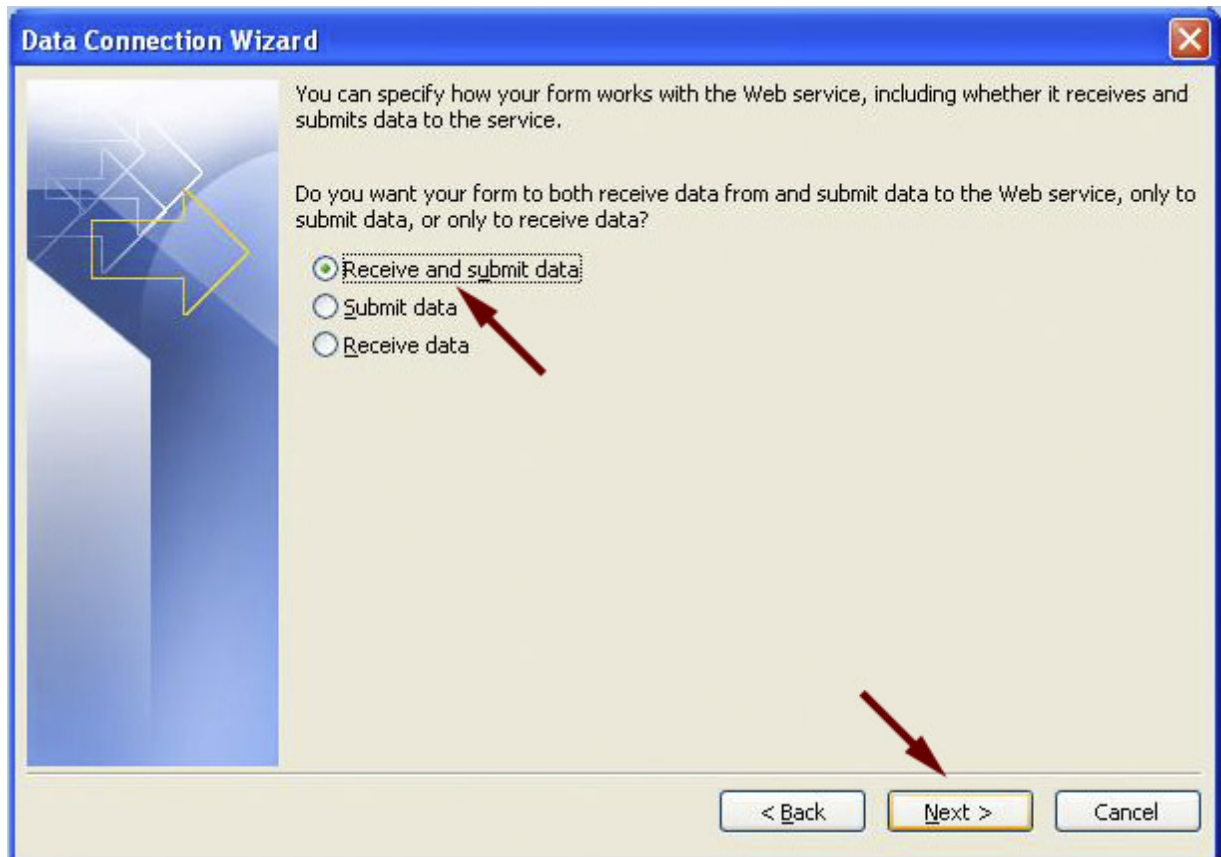 Data Connection Wizard
You can specify how your form works with the Web service, including whether it receives and
submits data to the service.
Do you want your form to both receive data from and submit data to the Web service, only to
submit data, or only to receive data?
Receive and submit data
Submit data
Receive data
< Back Next > Cancel